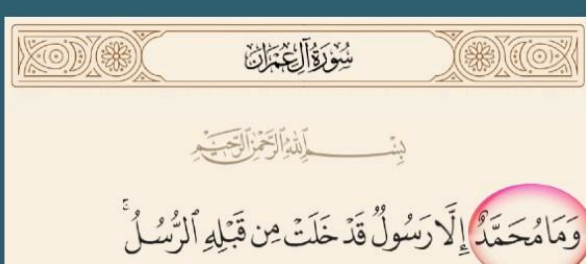 سُورَةُ آلِ عِمْرَانَ
بِسْمِ ٱللَّهِ ٱلرَّحْمَٰنِ ٱلرَّحِيمِ
وَمَا مُحَمَّدٌ إِلَّا رَسُولٌ قَدْ خَلَتْ مِن قَبْلِهِ ٱلرُّسُلُ ۚ